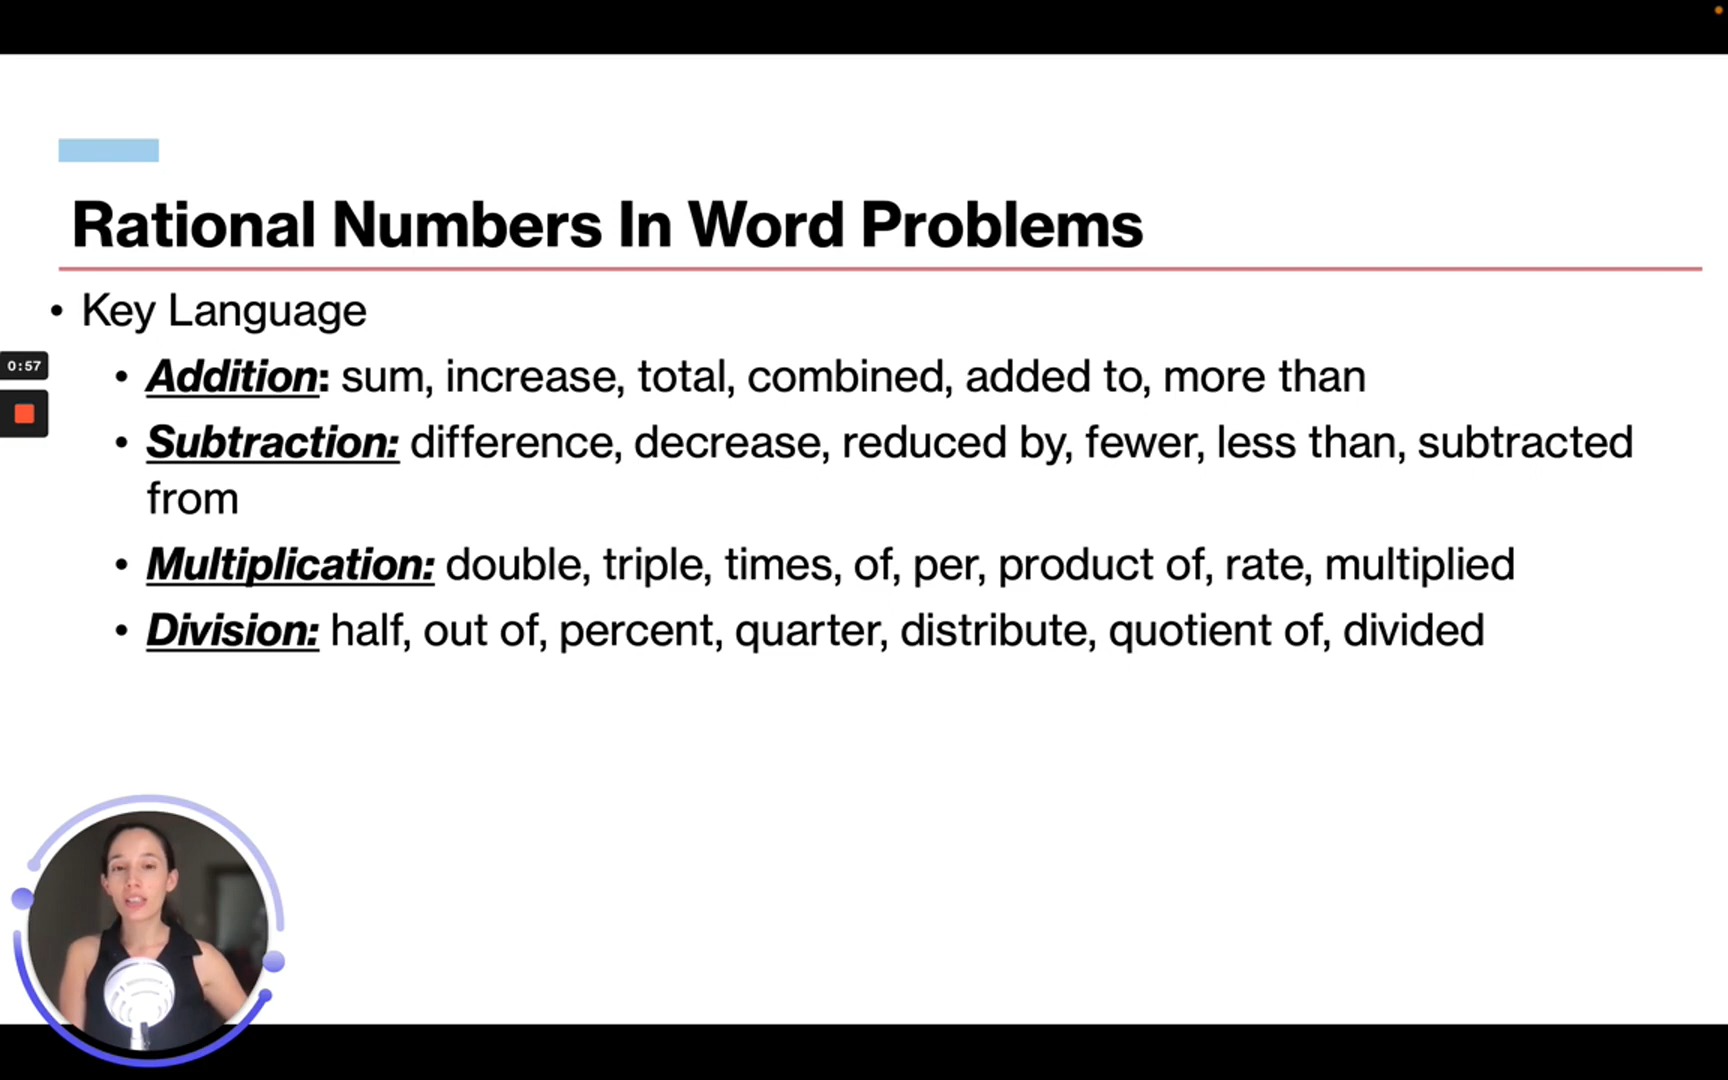 Rational Numbers In Word Problems
• Key Language
0:57
• Addition: sum, increase, total, combined, added to, more than
• Subtraction: difference, decrease, reduced by, fewer, less than, subtracted
from
• Multiplication: double, triple, times, of, per, product of, rate, multiplied
• Division: half, out of, percent, quarter, distribute, quotient of, divided